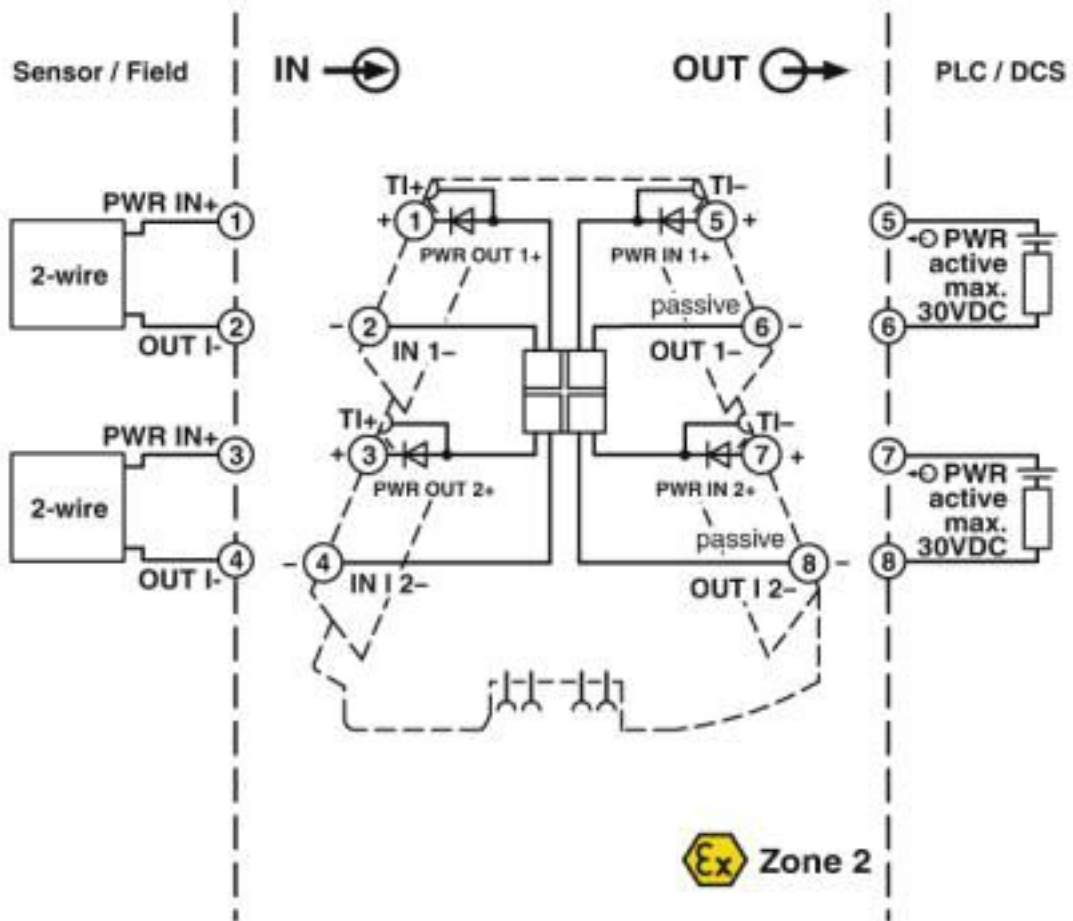 Sensor / Field
IN
OUT
PLC / DCS
PWR IN+
1
2-wire
2
OUT I-
TI+
+ 1
PWR OUT 1+
- 2
IN 1-
TI-
5 +
PWR IN 1+
passive
6 -
OUT 1-
5
PWR
active
max.
30VDC
6
PWR IN+
3
2-wire
4
OUT I-
TI+
+ 3
PWR OUT 2+
- 4
IN I 2-
TI-
7 +
PWR IN 2+
passive
8 -
OUT I 2-
7
PWR
active
max.
30VDC
8
Ex Zone 2